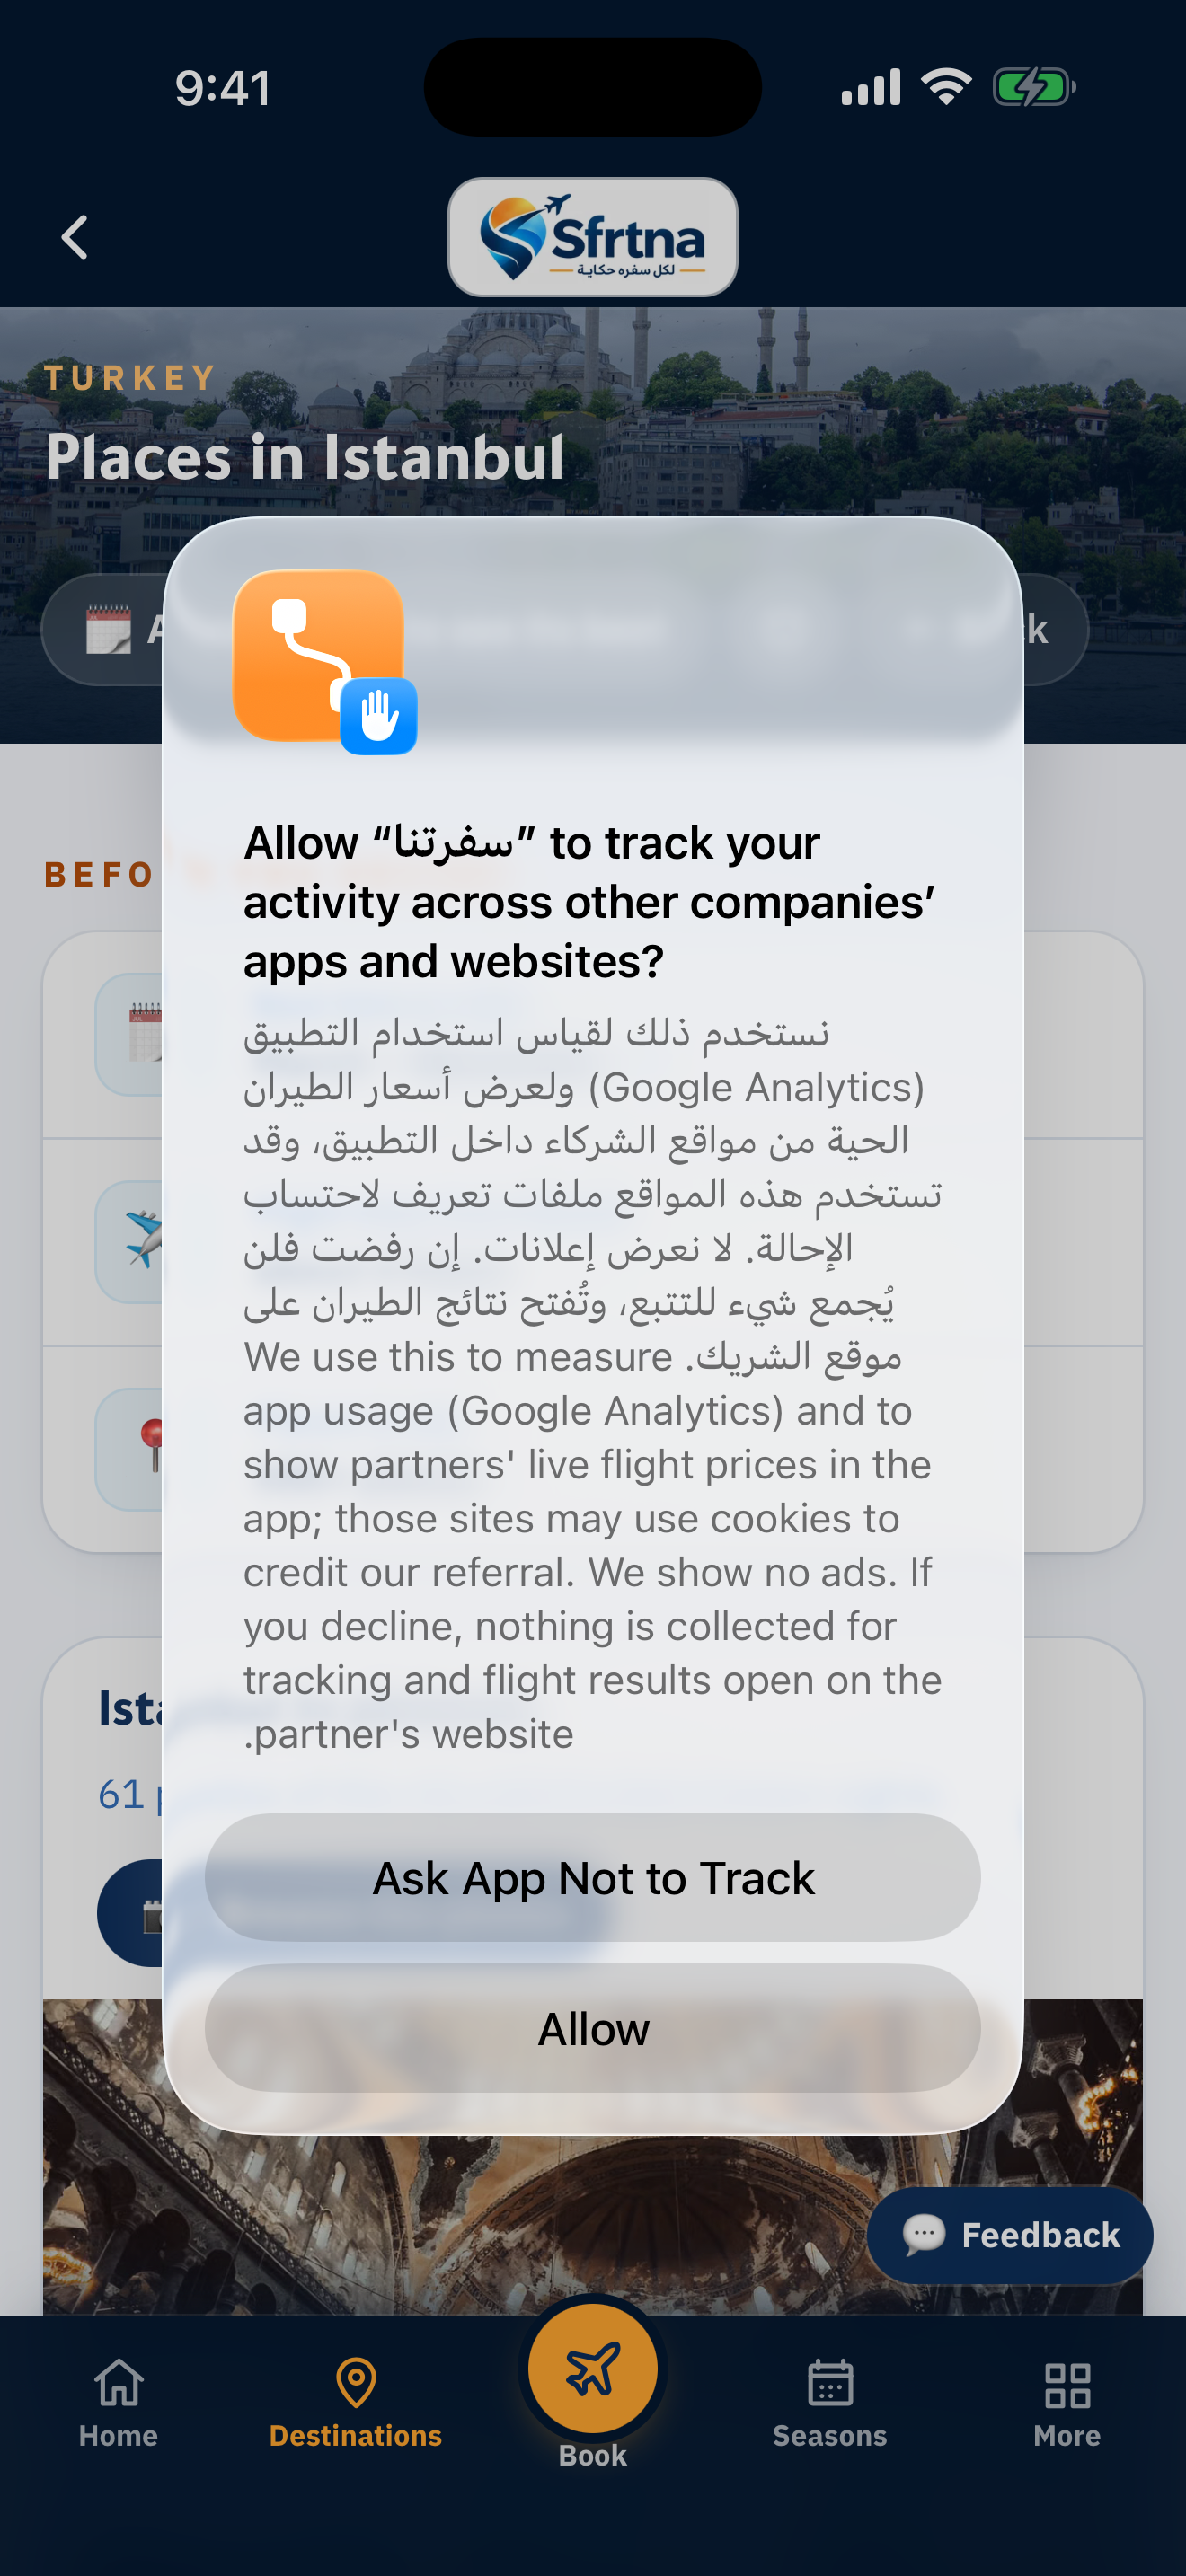 9:41
Sfrtna
لكل سفره حكاية
TURKEY
Places in Istanbul
BEFO
Allow “سفرتنا” to track your
activity across other companies’
apps and websites?
نستخدم ذلك لقياس استخدام التطبيق
(Google Analytics) ولعرض أسعار الطيران
الحية من مواقع الشركاء داخل التطبيق، وقد
تستخدم هذه المواقع ملفات تعريف لاحتساب
الإحالة. لا نعرض إعلانات. إن رفضت فلن
يُجمع شيء للتتبع، وتُفتح نتائج الطيران على
موقع الشريك. We use this to measure
app usage (Google Analytics) and to
show partners' live flight prices in the
app; those sites may use cookies to
credit our referral. We show no ads. If
you decline, nothing is collected for
tracking and flight results open on the
partner's website.
61
Ask App Not to Track
Allow
Feedback
Home
Destinations
Book
Seasons
More